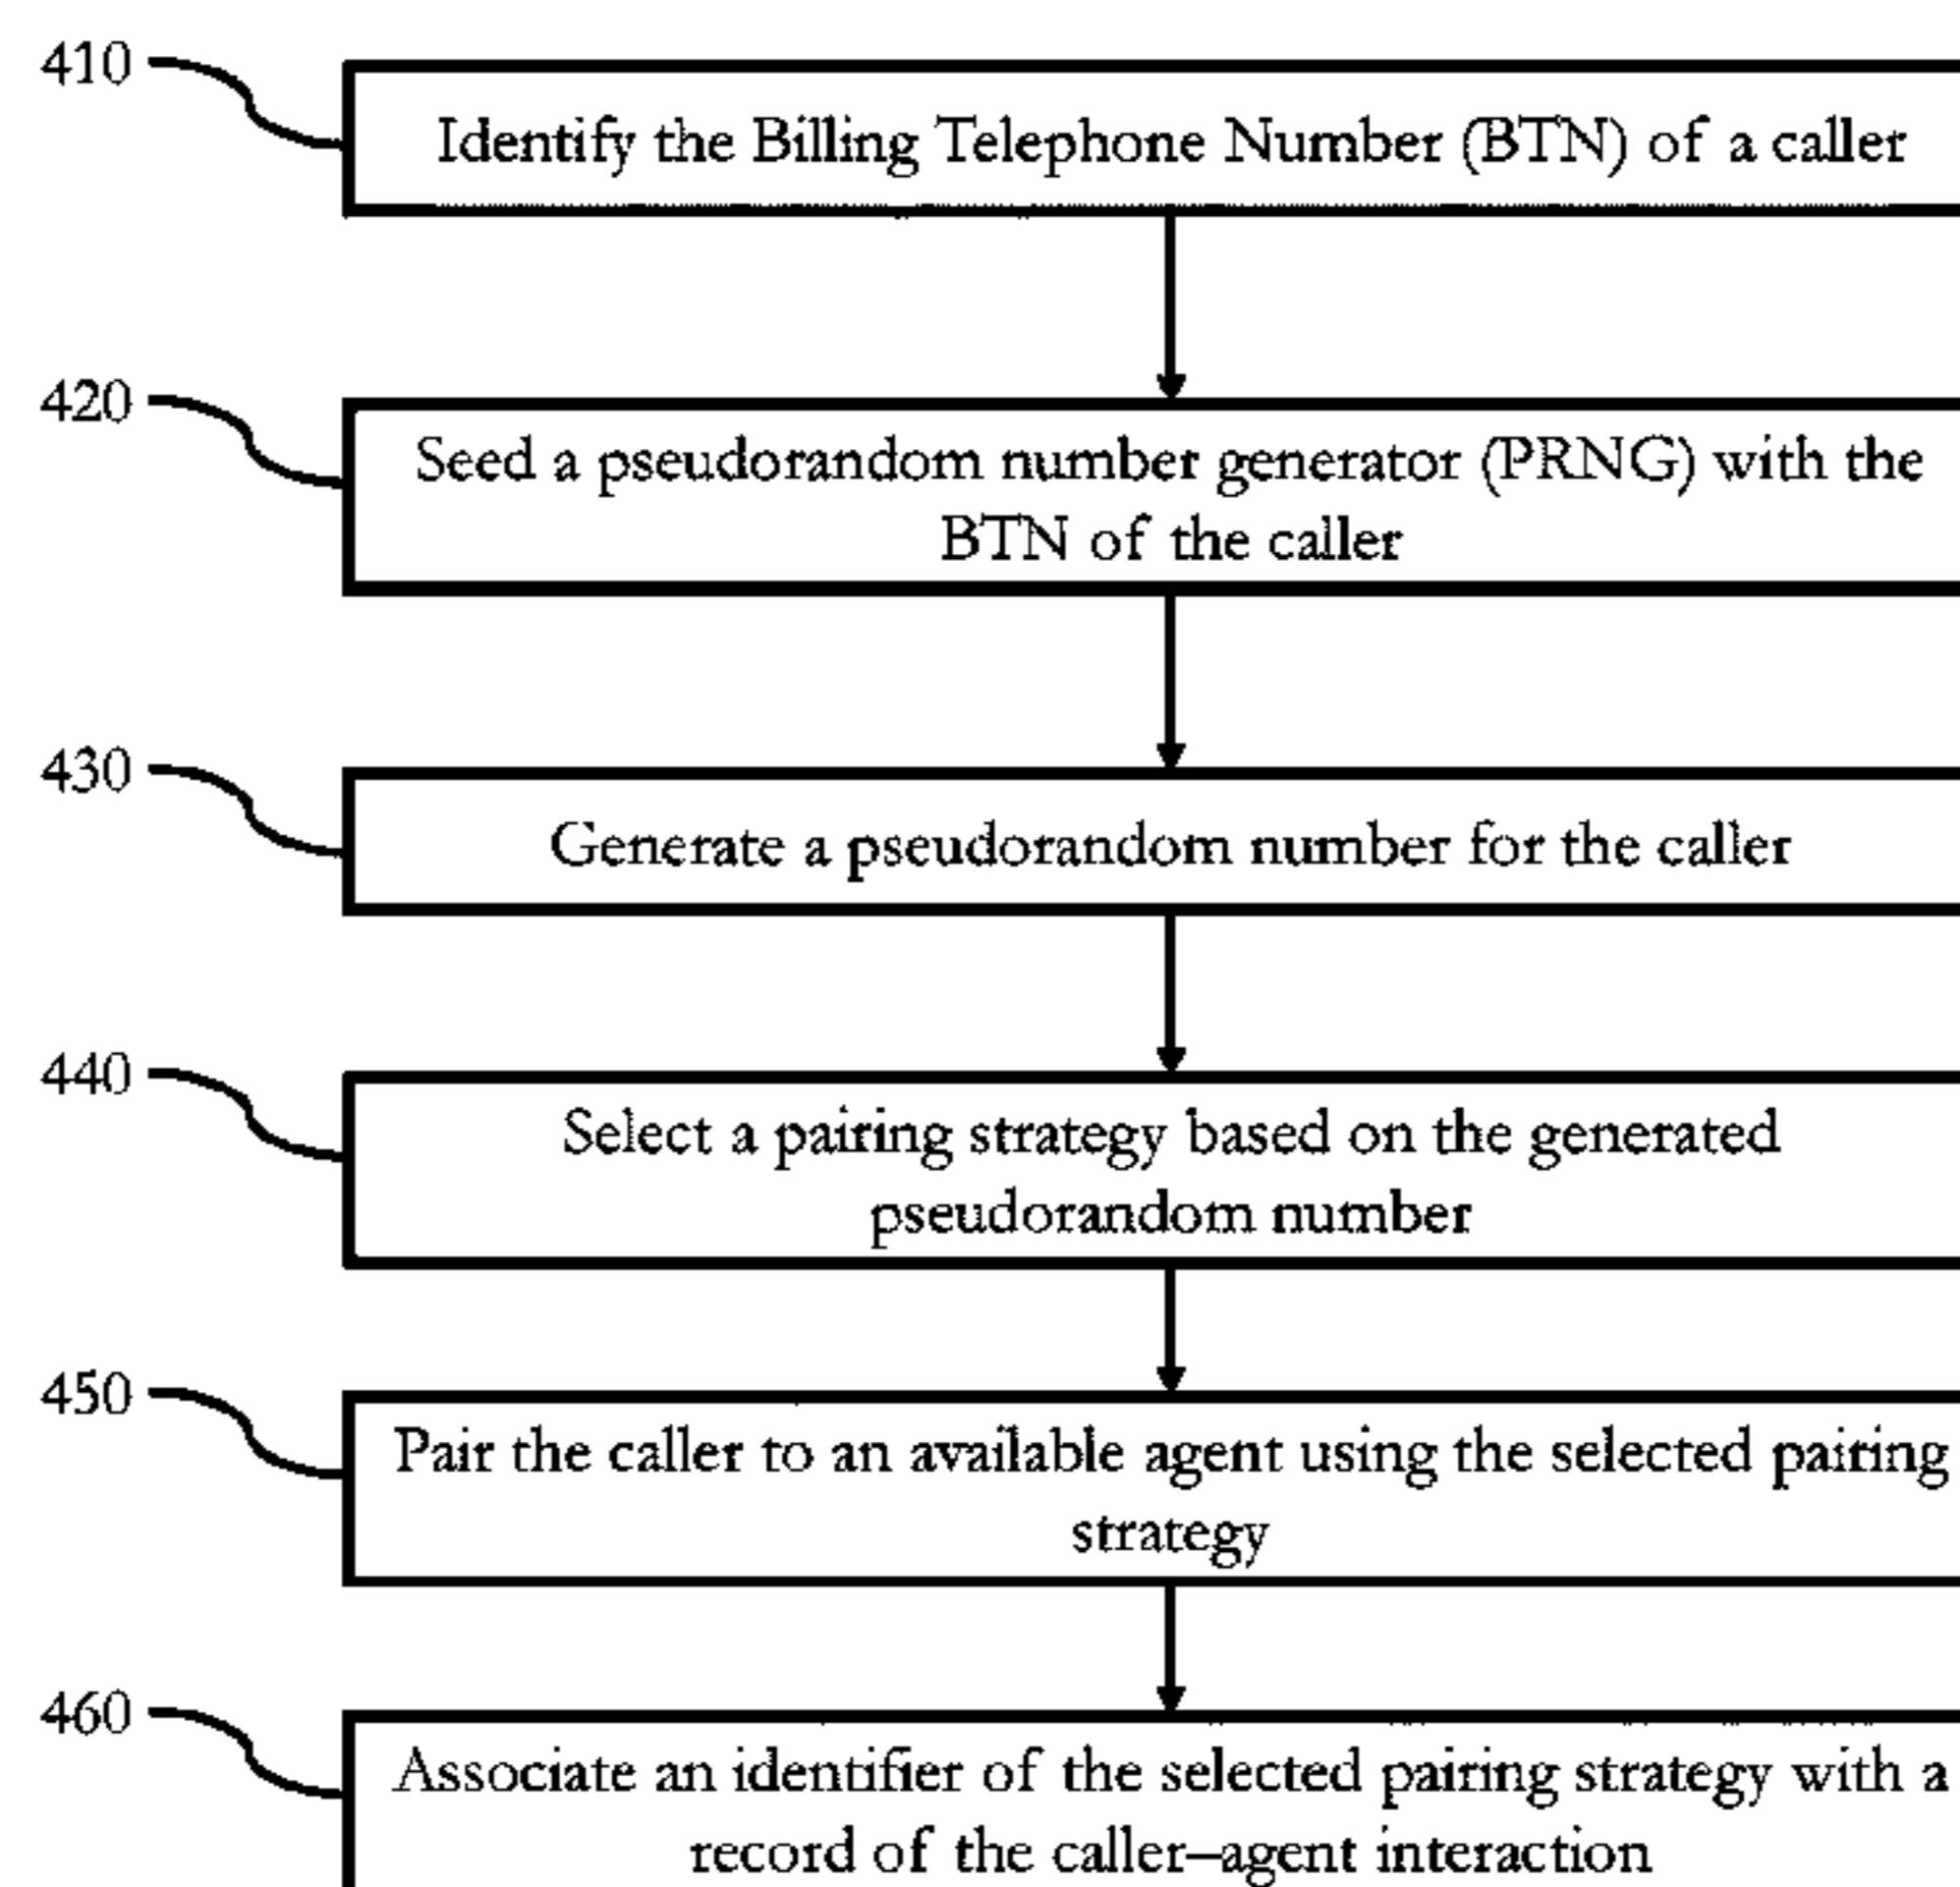 410
Identify the Billing Telephone Number (BTN) of a caller
420
Seed a pseudorandom number generator (PRNG) with the
BTN of the caller
430
Generate a pseudorandom number for the caller
440
Select a pairing strategy based on the generated
pseudorandom number
450
Pair the caller to an available agent using the selected pairing
strategy
460
Associate an identifier of the selected pairing strategy with a
record of the caller–agent interaction